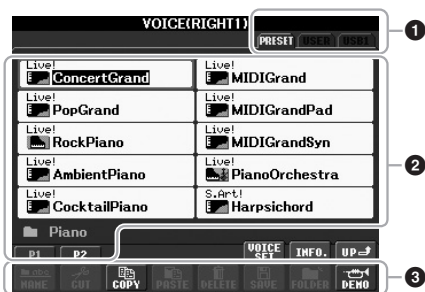 VOICE(RIGHT1)
PRESET USER USB1
1
Live! ConcertGrand
Live! MIDIGrand
Live! PopGrand
Live! MIDIGrandPad
Live! RockPiano
Live! MIDIGrandSyn
Live! AmbientPiano
Live! PianoOrchestra
Live! CocktailPiano
S.Art! Harpsichord
2
Piano
P1 P2 VOICE SET INFO. UP
NAME CUT COPY PASTE DELETE SAVE FOLDER DEMO
3